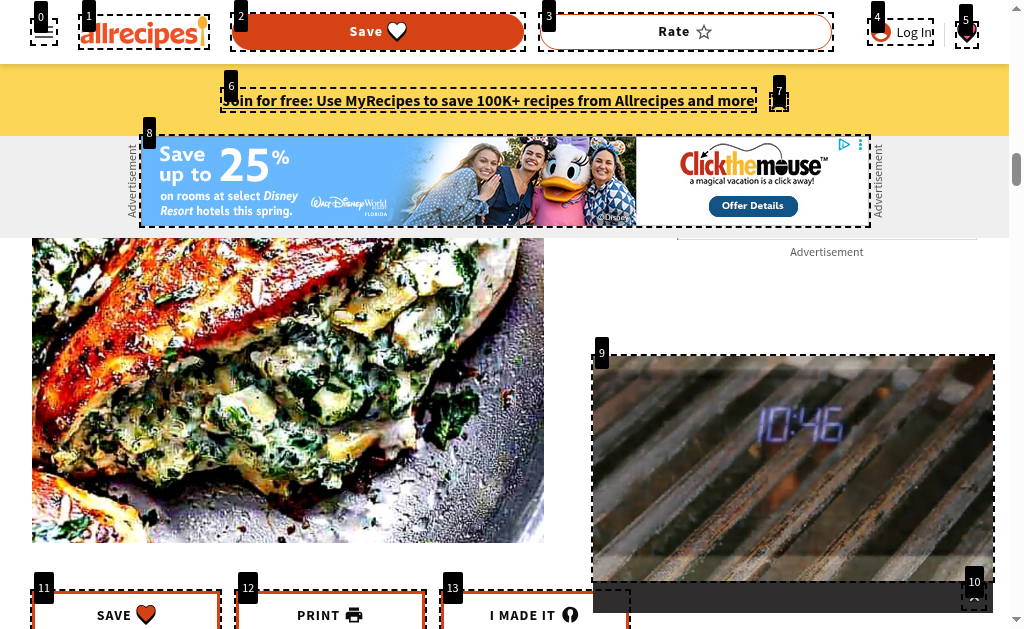 0
1
2
3
4
5
allrecipes
Save
Rate
Log In
6
7
Join for free: Use MyRecipes to save 100K+ recipes from Allrecipes and more
8
Advertisement
Save
up to 25%
on rooms at select Disney
Resort hotels this spring.
Walt Disney World
FLORIDA
©Disney
Clickthemouse™
a magical vacation is a click away!
Offer Details
Advertisement
Advertisement
9
10:46
10
11
12
13
SAVE
PRINT
I MADE IT